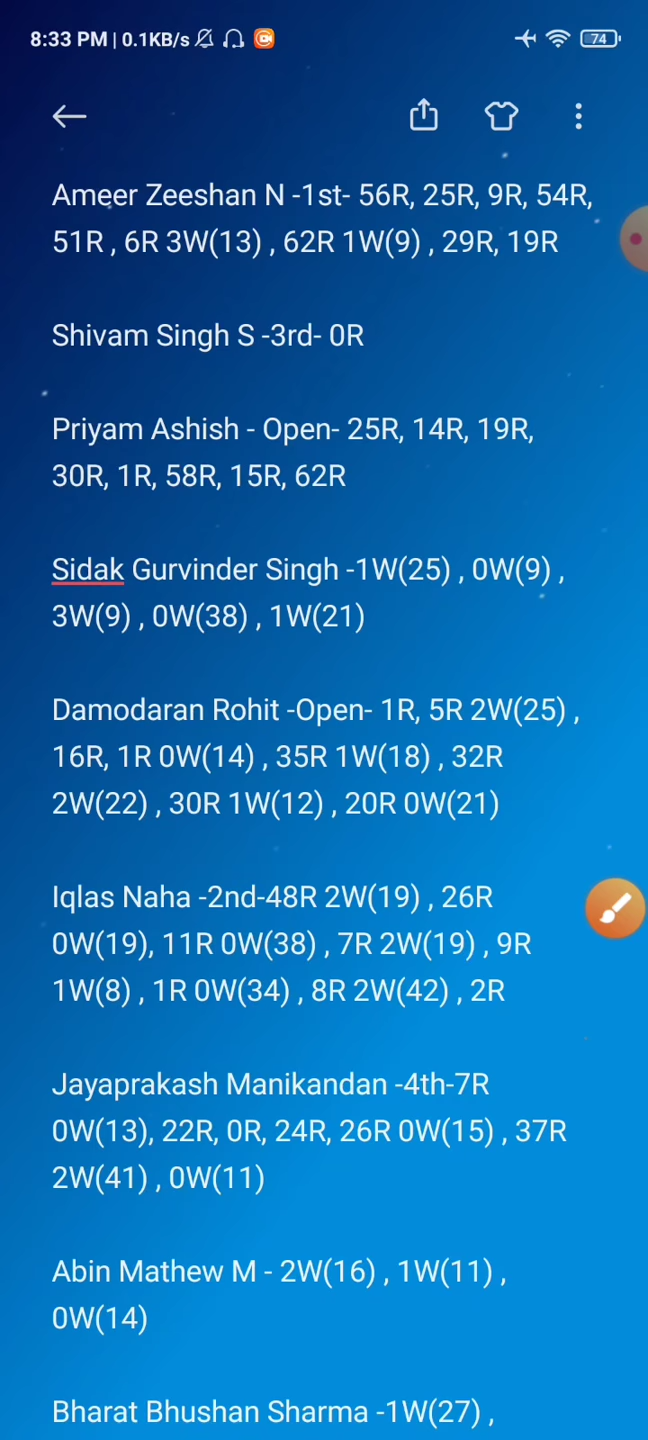 8:33 PM | 0.1KB/s
74
Ameer Zeeshan N -1st- 56R, 25R, 9R, 54R,
51R , 6R 3W(13) , 62R 1W(9) , 29R, 19R
Shivam Singh S -3rd- 0R
Priyam Ashish - Open- 25R, 14R, 19R,
30R, 1R, 58R, 15R, 62R
Sidak Gurvinder Singh -1W(25) , 0W(9) ,
3W(9) , 0W(38) , 1W(21)
Damodaran Rohit -Open- 1R, 5R 2W(25) ,
16R, 1R 0W(14) , 35R 1W(18) , 32R
2W(22) , 30R 1W(12) , 20R 0W(21)
Iqlas Naha -2nd-48R 2W(19) , 26R
0W(19), 11R 0W(38) , 7R 2W(19) , 9R
1W(8) , 1R 0W(34) , 8R 2W(42) , 2R
Jayaprakash Manikandan -4th-7R
0W(13), 22R, 0R, 24R, 26R 0W(15) , 37R
2W(41) , 0W(11)
Abin Mathew M - 2W(16) , 1W(11) ,
0W(14)
Bharat Bhushan Sharma -1W(27) ,